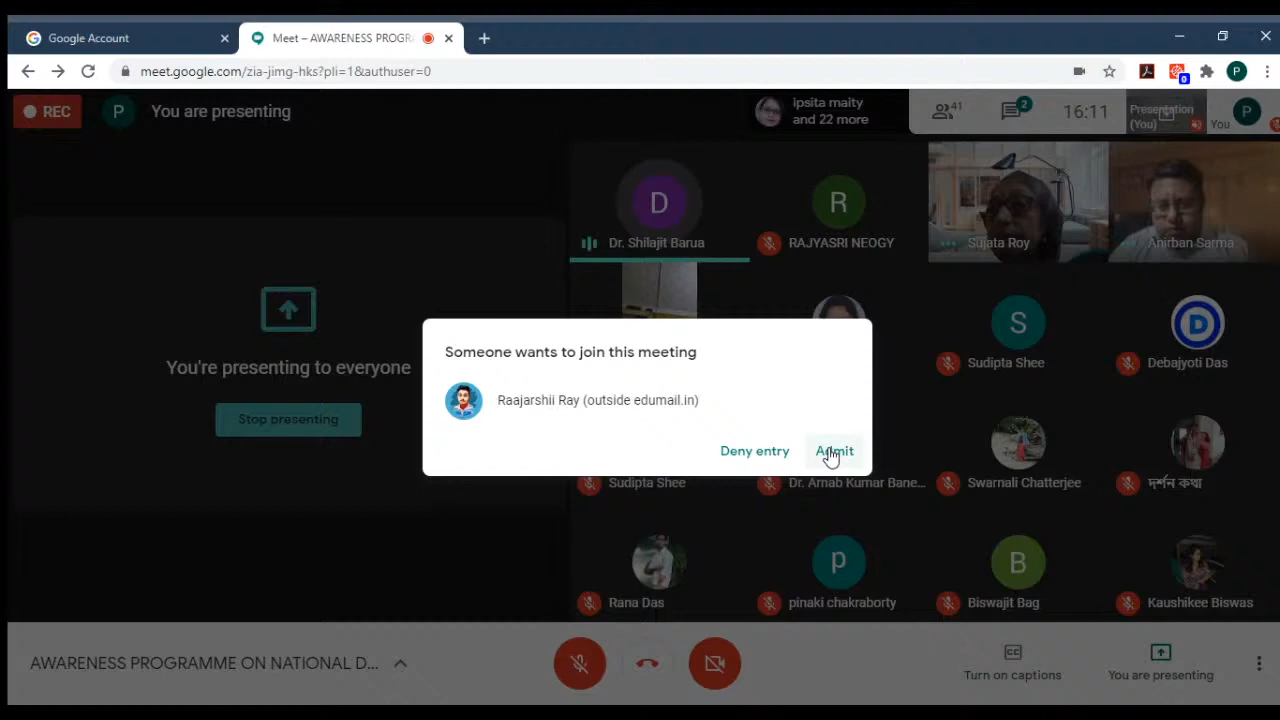 Google Account
Meet – AWARENESS PROGR
meet.google.com/zia-jimg-hks?pli=1&authuser=0
0
P
REC
P
You are presenting
ipsita maity
and 22 more
41
2
16:11
Presentation
(You)
You
P
D
R
Dr. Shilajit Barua
RAJYASRI NEOGY
Sujata Roy
Anirban Sarma
You're presenting to everyone
Stop presenting
Someone wants to join this meeting
Raajarshii Ray (outside edumail.in)
Deny entry
Admit
S
D
Sudipta Shee
Debajyoti Das
Sudipta Shee
Dr. Arnab Kumar Bane...
Swarnali Chatterjee
দর্শন কথা
p
B
Rana Das
pinaki chakraborty
Biswajit Bag
Kaushikee Biswas
AWARENESS PROGRAMME ON NATIONAL D...
CC
Turn on captions
You are presenting